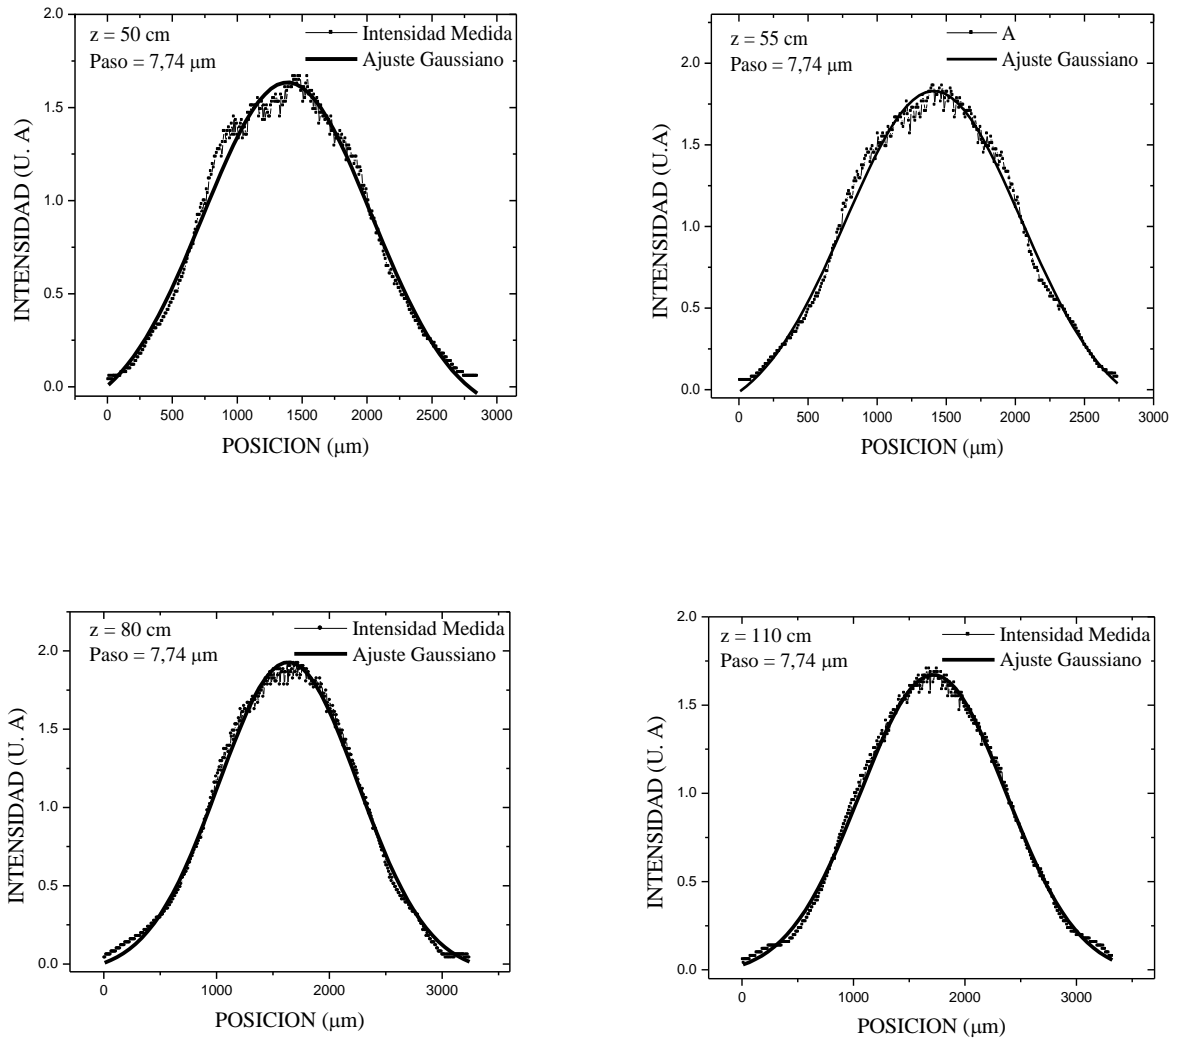 z = 50 cm
Paso = 7,74 μm
Intensidad Medida
Ajuste Gaussiano
2.0
1.5
1.0
0.5
0.0
INTENSIDAD (U. A)
0 500 1000 1500 2000 2500 3000
POSICION (μm)
z = 55 cm
Paso = 7,74 μm
A
Ajuste Gaussiano
2.0
1.5
1.0
0.5
0.0
INTENSIDAD (U.A)
0 500 1000 1500 2000 2500 3000
POSICION (μm)
z = 80 cm
Paso = 7,74 μm
Intensidad Medida
Ajuste Gaussiano
2.0
1.5
1.0
0.5
0.0
INTENSIDAD (U. A)
0 1000 2000 3000
POSICION (μm)
z = 110 cm
Paso = 7,74 μm
Intensidad Medida
Ajuste Gaussiano
2.0
1.5
1.0
0.5
0.0
INTENSIDAD (U. A)
0 1000 2000 3000
POSICION (μm)